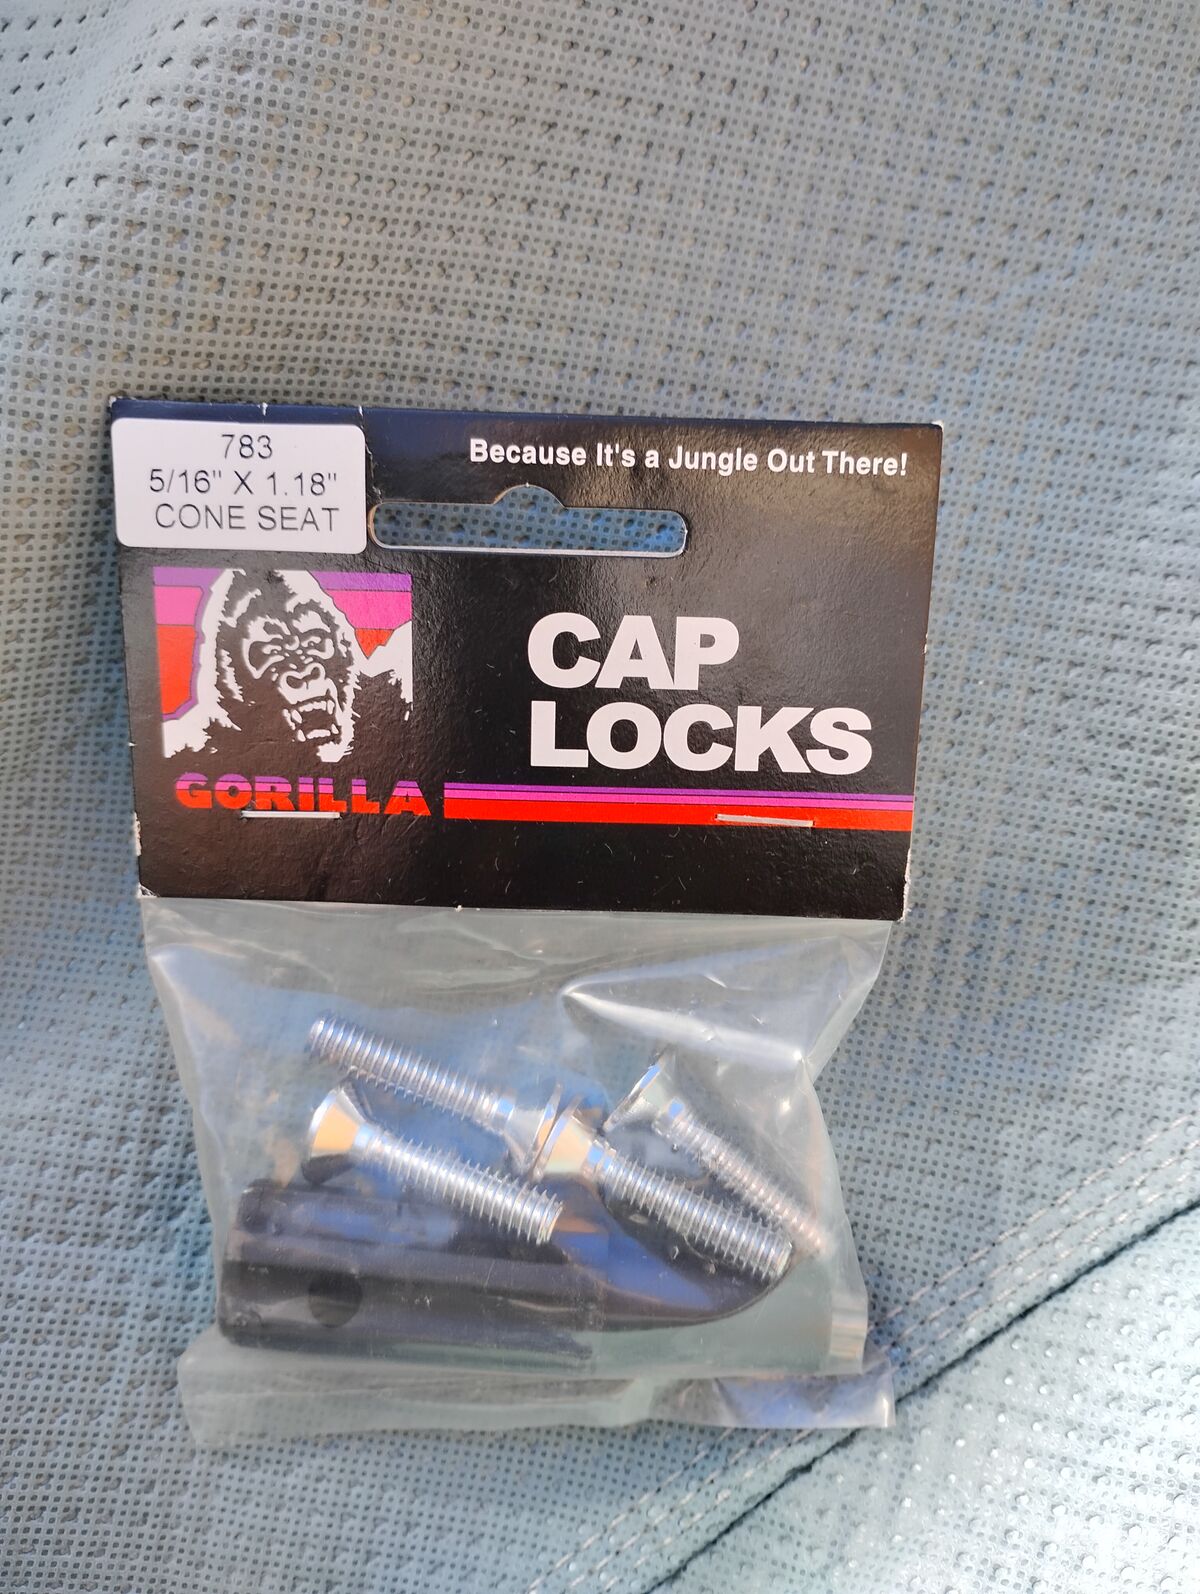 783
5/16" X 1.18"
CONE SEAT
Because It's a Jungle Out There!
CAP
LOCKS
GORILLA